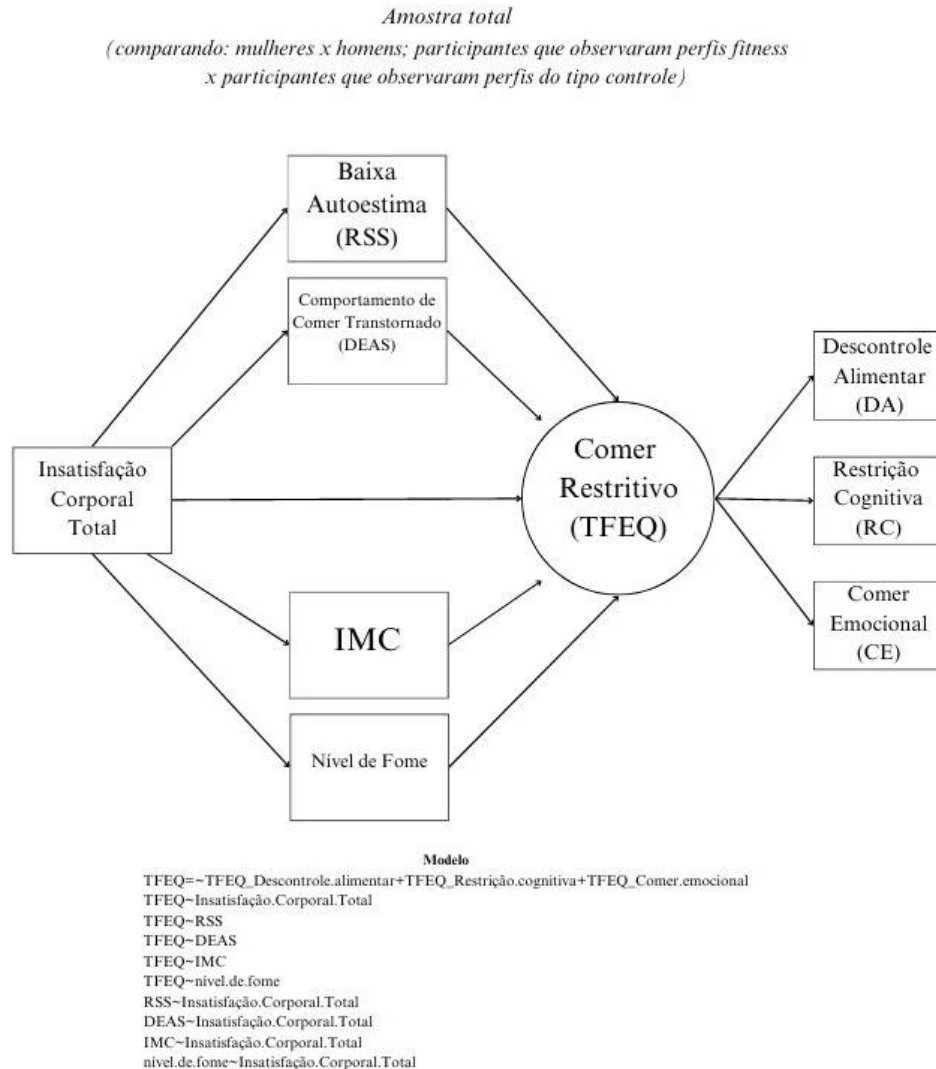 Amostra total
(comparando: mulheres x homens; participantes que observaram perfis fitness
x participantes que observaram perfis do tipo controle)
Baixa
Autoestima
(RSS)
Comportamento de
Comer Transtornado
(DEAS)
Insatisfação
Corporal
Total
IMC
Nível de Fome
Comer
Restritivo
(TFEQ)
Descontrole
Alimentar
(DA)
Restrição
Cognitiva
(RC)
Comer
Emocional
(CE)
Modelo
TFEQ=~TFEQ_Descontrole.alimentar+TFEQ_Restrição.cognitiva+TFEQ_Comer.emocional
TFEQ~Insatisfação.Corporal.Total
TFEQ~RSS
TFEQ~DEAS
TFEQ~IMC
TFEQ~nível.de.fome
RSS~Insatisfação.Corporal.Total
DEAS~Insatisfação.Corporal.Total
IMC~Insatisfação.Corporal.Total
nível.de.fome~Insatisfação.Corporal.Total